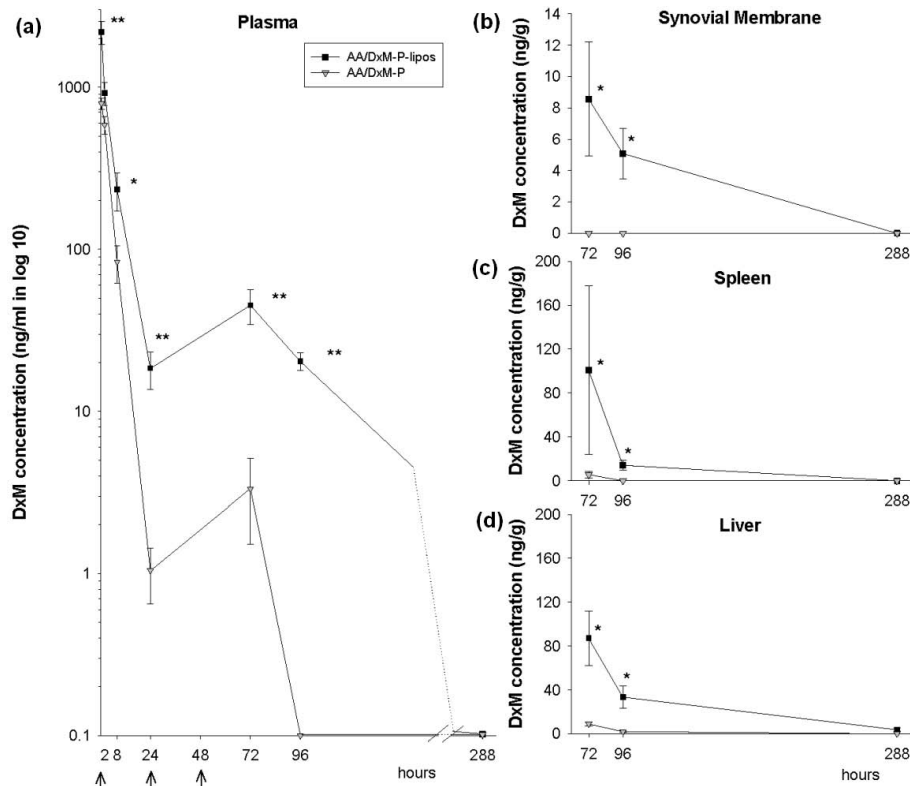 (a)
Plasma
**
AA/DxM-P-lipos
AA/DxM-P
1000
*
100
**
**
**
10
1
0.1
DxM concentration (ng/ml in log 10)
2 8 24 48 72 96 288
hours
(b)
Synovial Membrane
14
12
10
8
6
4
2
0
*
*
DxM concentration (ng/g)
72 96 288
(c)
Spleen
200
160
120
80
40
0
*
*
DxM concentration (ng/g)
72 96 288
(d)
Liver
200
160
120
80
40
0
*
*
DxM concentration (ng/g)
72 96 288
hours